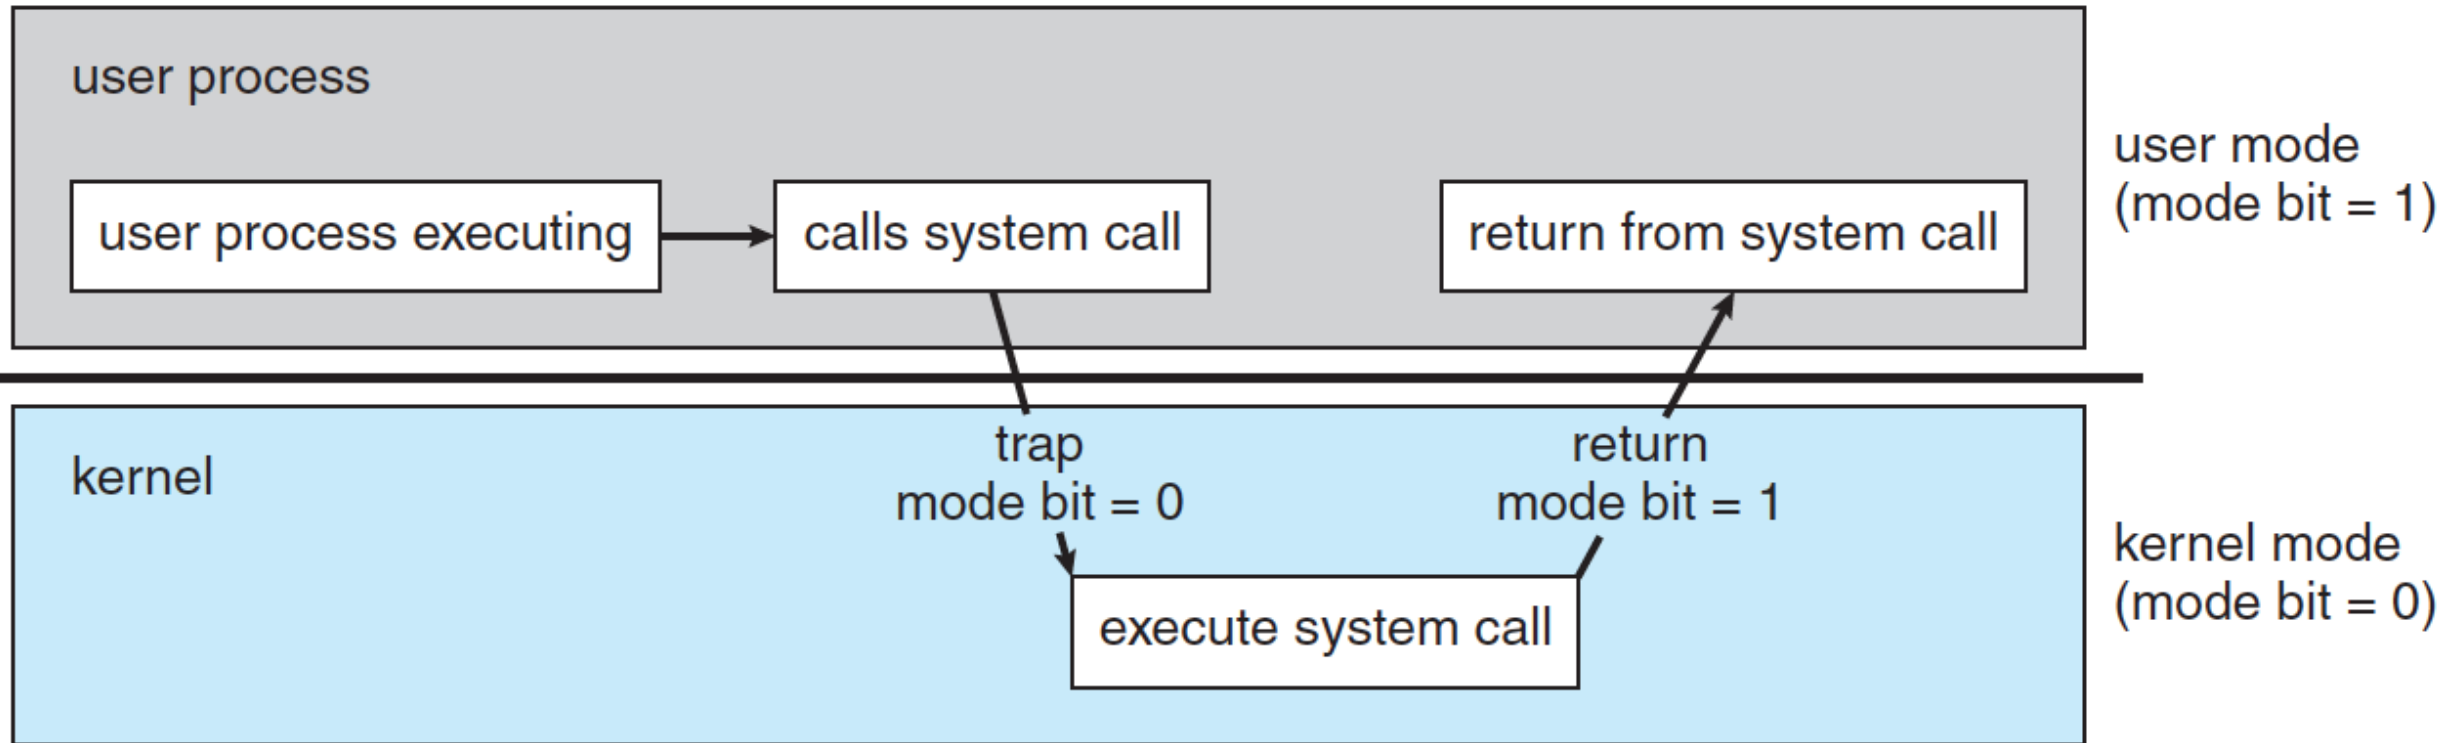 user process
user process executing
calls system call
return from system call
user mode
(mode bit = 1)
kernel
trap
mode bit = 0
return
mode bit = 1
execute system call
kernel mode
(mode bit = 0)